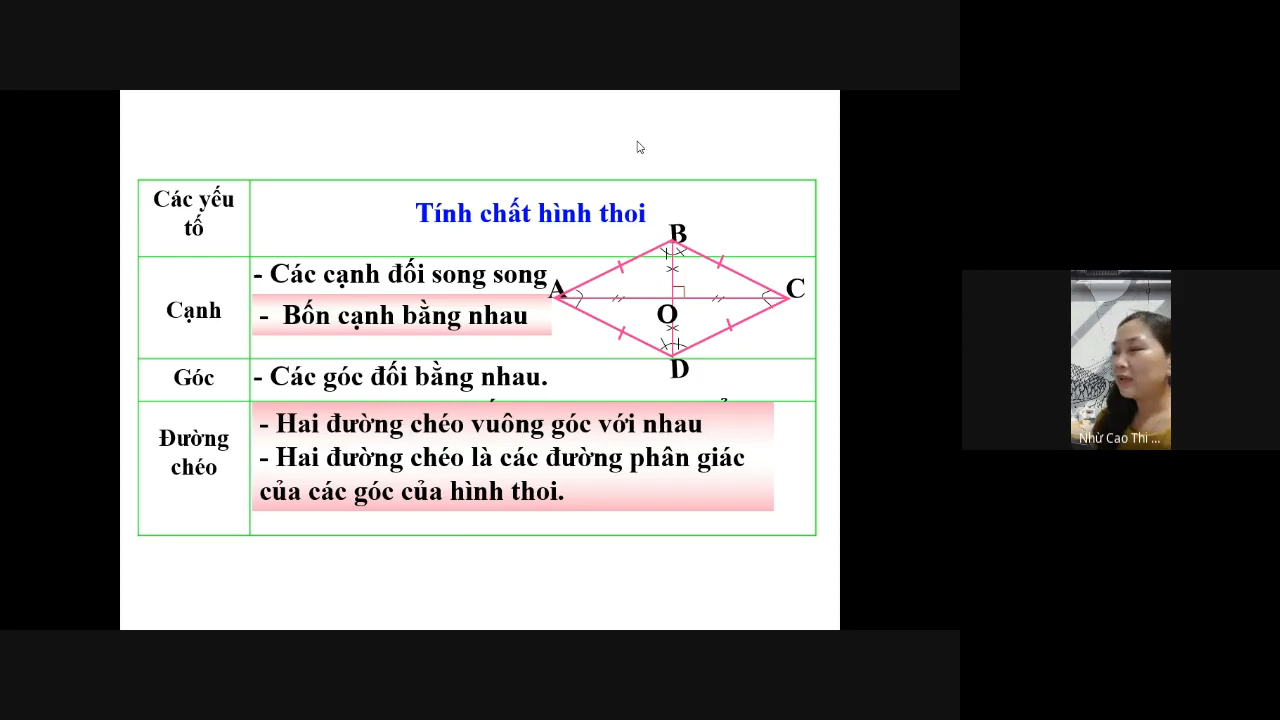 Các yếu
tố
Tính chất hình thoi
Cạnh
- Các cạnh đối song song
- Bốn cạnh bằng nhau
B
A
C
O
D
Góc
- Các góc đối bằng nhau.
Đường
chéo
- Hai đường chéo vuông góc với nhau
- Hai đường chéo là các đường phân giác
của các góc của hình thoi.
Nhừ Cao Thi ...